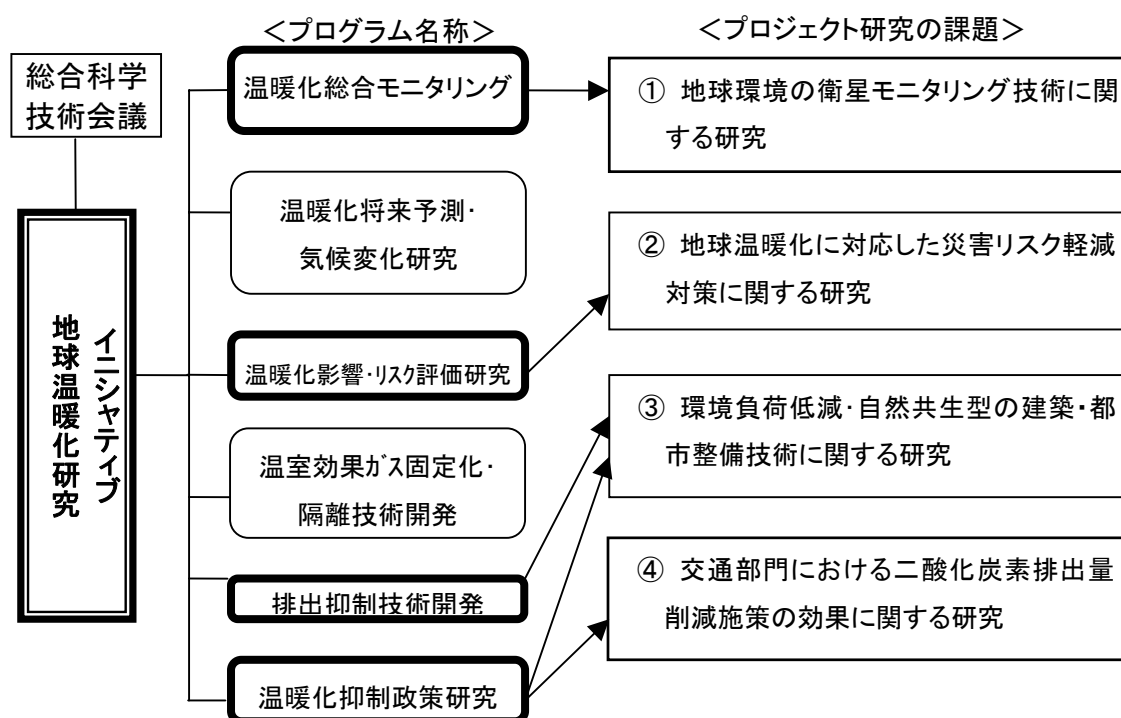 <プログラム名称>
<プロジェクト研究の課題>
総合科学
技術会議
地球温暖化研究
イニシャティブ
温暖化総合モニタリング
温暖化将来予測・
気候変化研究
温暖化影響・リスク評価研究
温室効果ガス固定化・
隔離技術開発
排出抑制技術開発
温暖化抑制政策研究
① 地球環境の衛星モニタリング技術に関
する研究
② 地球温暖化に対応した災害リスク軽減
対策に関する研究
③ 環境負荷低減・自然共生型の建築・都
市整備技術に関する研究
④ 交通部門における二酸化炭素排出量
削減施策の効果に関する研究